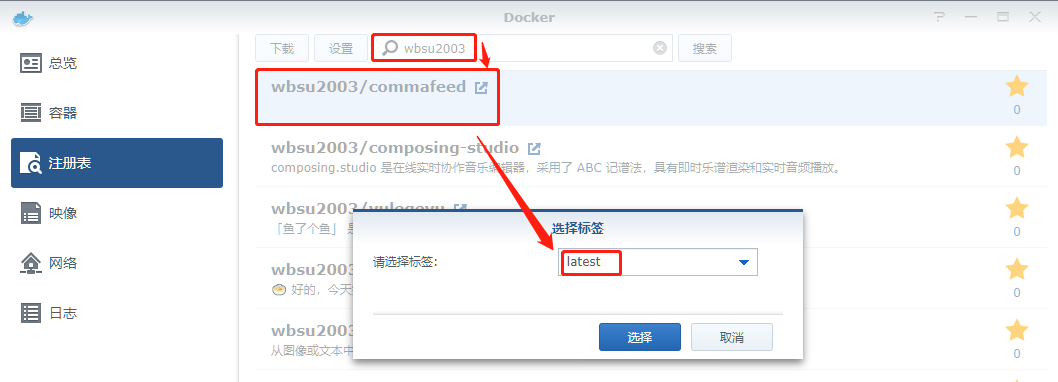 Docker
总览
容器
注册表
映像
网络
日志
下载
设置
wbsu2003
搜索
wbsu2003/commafeed
0
wbsu2003/composing-studio
composing.studio 是在线实时协作音乐编辑器，采用了 ABC 记谱法，具有即时乐谱渲染和实时音频播放。
0
wbsu2003/yulegeyu
「鱼了个鱼」是
0
wbsu2003
好的，今天
0
wbsu2003
从图像或文本中
0
选择标签
请选择标签:
latest
选择
取消